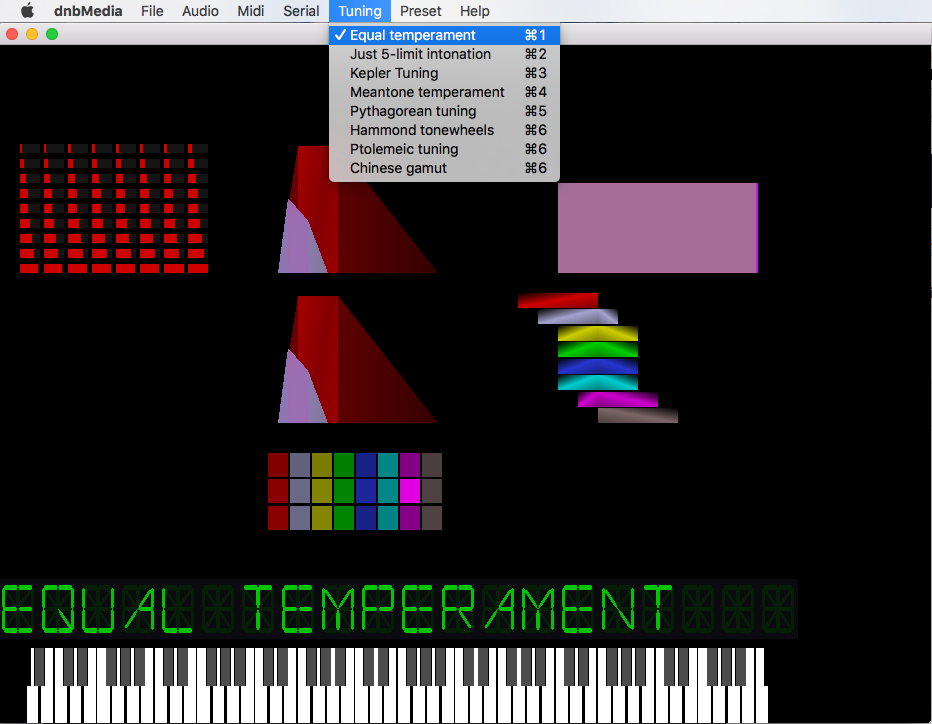 dnbMedia File Audio Midi Serial Tuning Preset Help
✓ Equal temperament ⌘1
Just 5-limit intonation ⌘2
Kepler Tuning ⌘3
Meantone temperament ⌘4
Pythagorean tuning ⌘5
Hammond tonewheels ⌘6
Ptolemeic tuning ⌘6
Chinese gamut ⌘6
EQUAL TEMPERAMENT